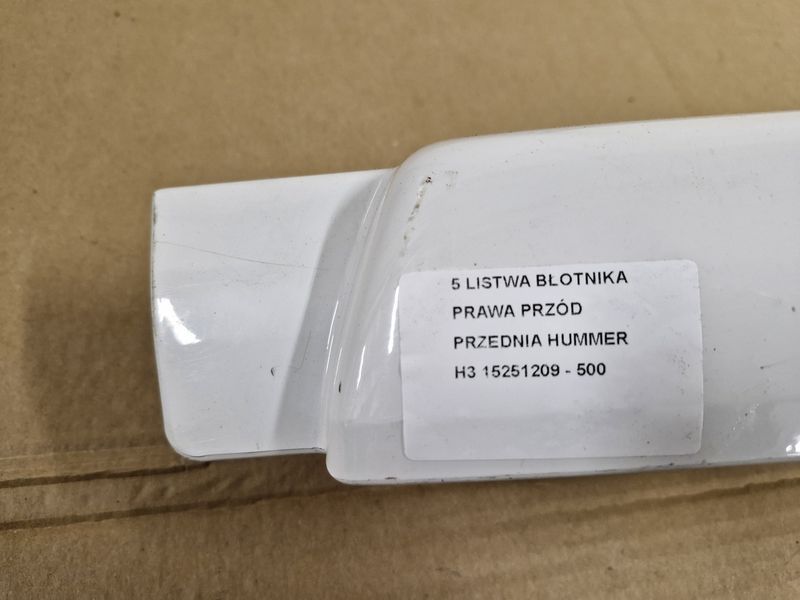 5 LISTWA BŁOTNIKA
PRAWA PRZÓD
PRZEDNIA HUMMER
H3 15251209 - 500